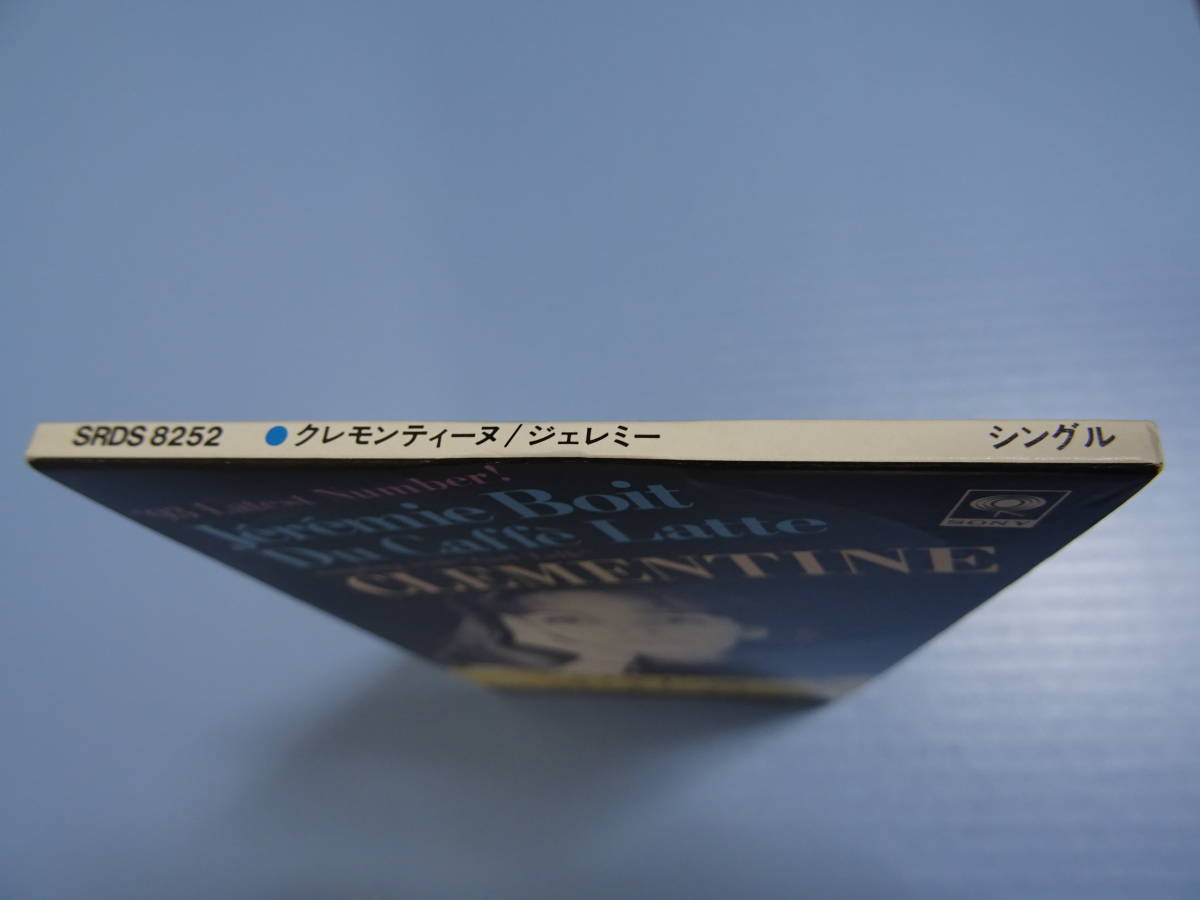 SRDS 8252 ●クレモンティーヌ/ジェレミー シングル
'93 Latest Number!
Jérémie Boit
Du Caffè Latte
CLEMENTINE
SONY